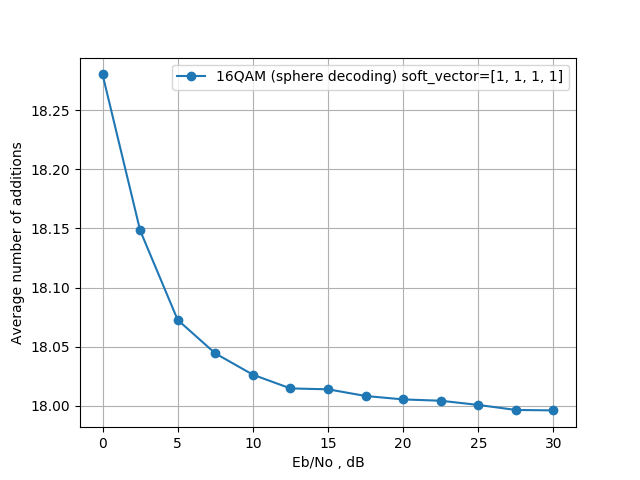 16QAM (sphere decoding) soft_vector=[1, 1, 1, 1]
Average number of additions
18.25
18.20
18.15
18.10
18.05
18.00
0 5 10 15 20 25 30
Eb/No , dB